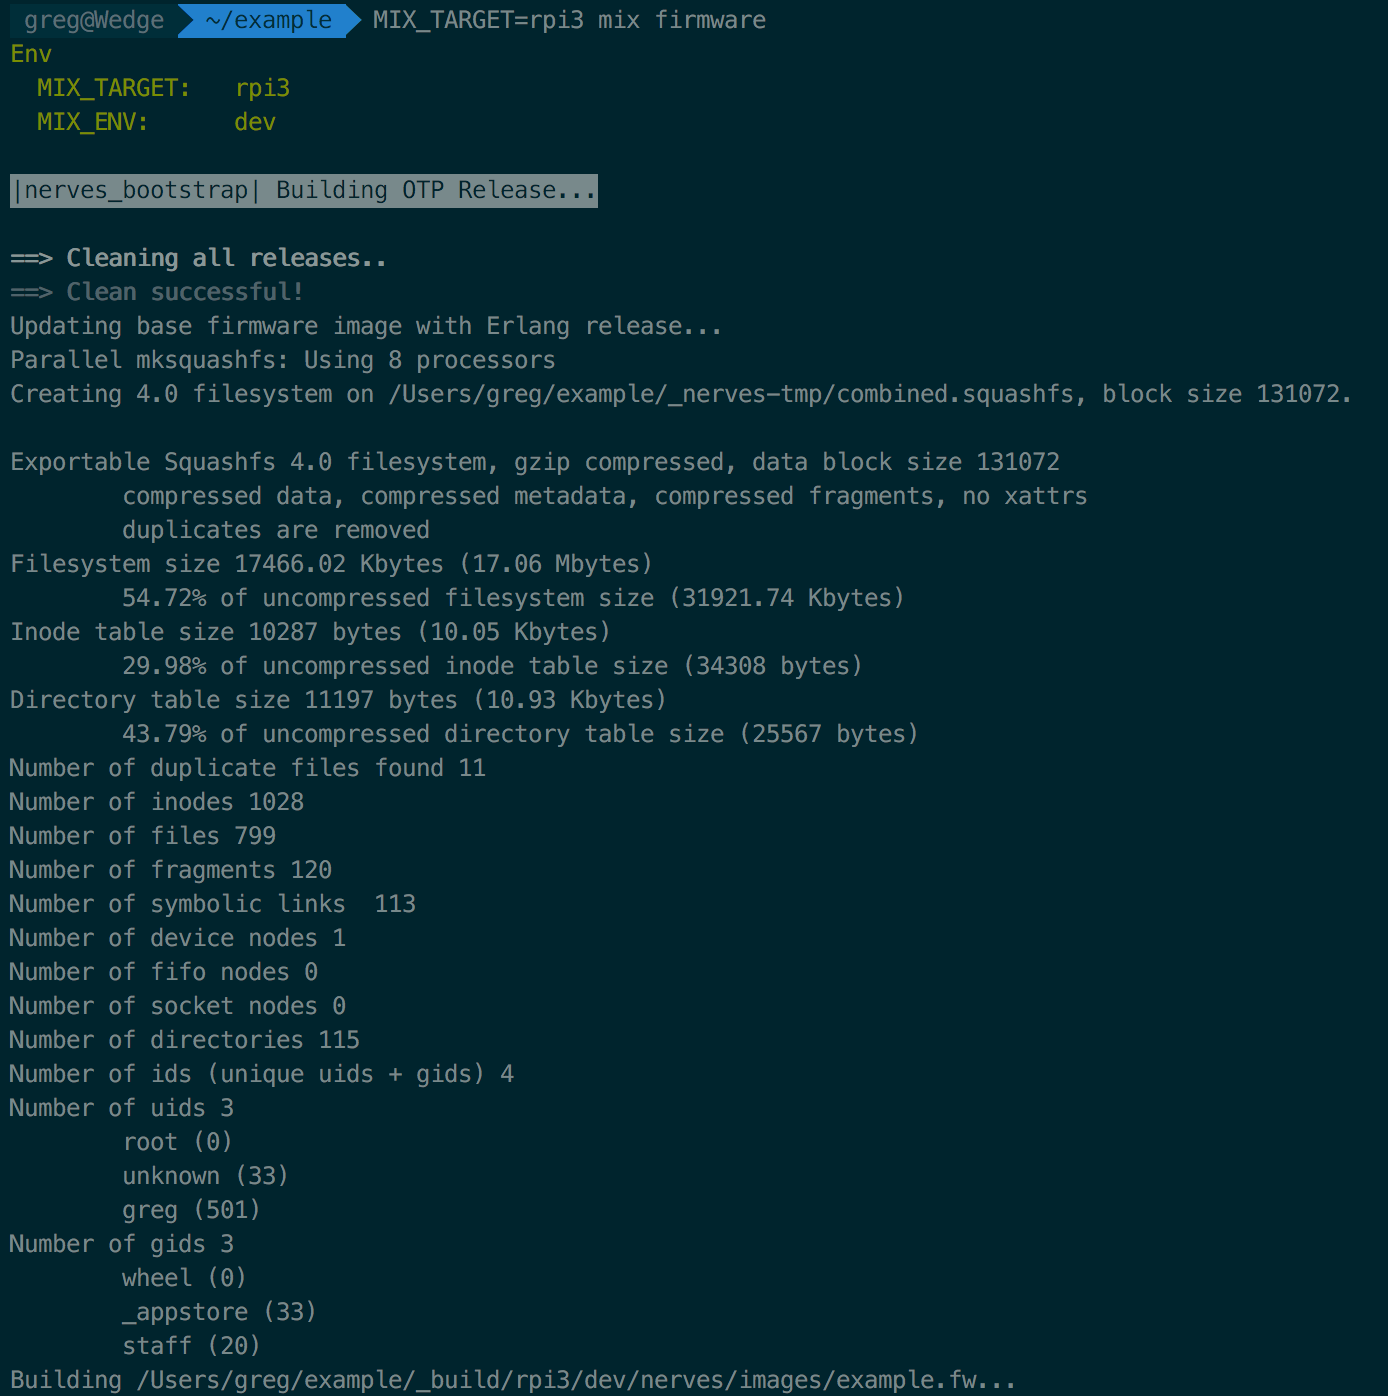 greg@Wedge ~/example MIX_TARGET=rpi3 mix firmware
Env
  MIX_TARGET:   rpi3
  MIX_ENV:      dev

|nerves_bootstrap| Building OTP Release...

==> Cleaning all releases..
==> Clean successful!
Updating base firmware image with Erlang release...
Parallel mksquashfs: Using 8 processors
Creating 4.0 filesystem on /Users/greg/example/_nerves-tmp/combined.squashfs, block size 131072.

Exportable Squashfs 4.0 filesystem, gzip compressed, data block size 131072
        compressed data, compressed metadata, compressed fragments, no xattrs
        duplicates are removed
Filesystem size 17466.02 Kbytes (17.06 Mbytes)
        54.72% of uncompressed filesystem size (31921.74 Kbytes)
Inode table size 10287 bytes (10.05 Kbytes)
        29.98% of uncompressed inode table size (34308 bytes)
Directory table size 11197 bytes (10.93 Kbytes)
        43.79% of uncompressed directory table size (25567 bytes)
Number of duplicate files found 11
Number of inodes 1028
Number of files 799
Number of fragments 120
Number of symbolic links  113
Number of device nodes 1
Number of fifo nodes 0
Number of socket nodes 0
Number of directories 115
Number of ids (unique uids + gids) 4
Number of uids 3
        root (0)
        unknown (33)
        greg (501)
Number of gids 3
        wheel (0)
        _appstore (33)
        staff (20)
Building /Users/greg/example/_build/rpi3/dev/nerves/images/example.fw...